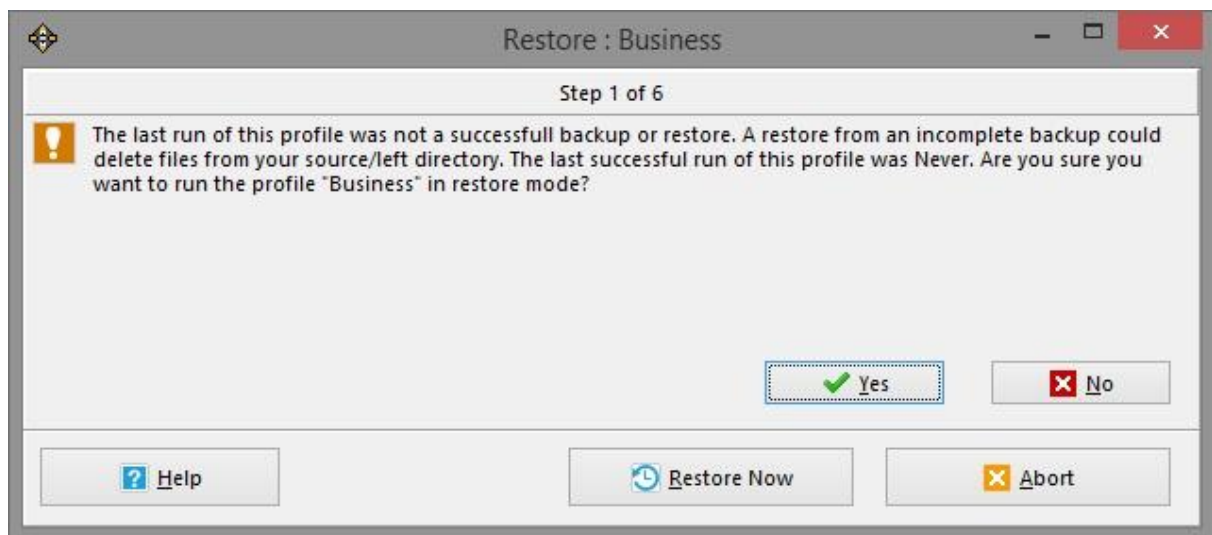 Restore : Business
Step 1 of 6
The last run of this profile was not a successfull backup or restore. A restore from an incomplete backup could
delete files from your source/left directory. The last successful run of this profile was Never. Are you sure you
want to run the profile "Business" in restore mode?
Yes
No
Help
Restore Now
Abort